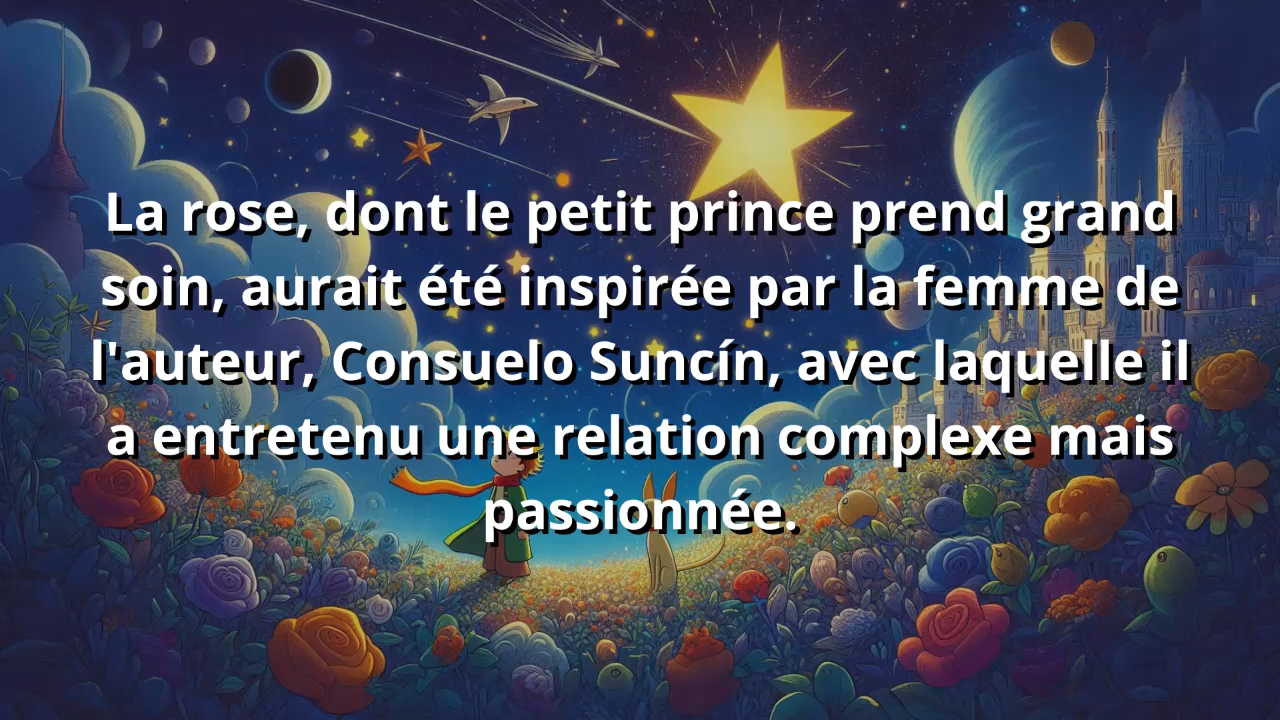 La rose, dont le petit prince prend grand
soin, aurait été inspirée par la femme de
l'auteur, Consuelo Suncín, avec laquelle il
a entretenu une relation complexe mais
passionnée.